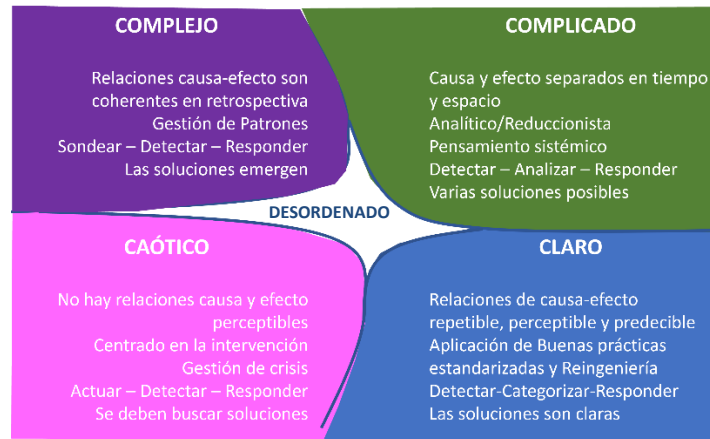 COMPLEJO
Relaciones causa-efecto son
coherentes en retrospectiva
Gestión de Patrones
Sondear – Detectar – Responder
Las soluciones emergen
COMPLICADO
Causa y efecto separados en tiempo
y espacio
Analítico/Reduccionista
Pensamiento sistémico
Detectar – Analizar – Responder
Varias soluciones posibles
DESORDENADO
CAÓTICO
No hay relaciones causa y efecto
perceptibles
Centrado en la intervención
Gestión de crisis
Actuar – Detectar – Responder
Se deben buscar soluciones
CLARO
Relaciones de causa-efecto
repetible, perceptible y predecible
Aplicación de Buenas prácticas
estandarizadas y Reingeniería
Detectar-Categorizar-Responder
Las soluciones son claras